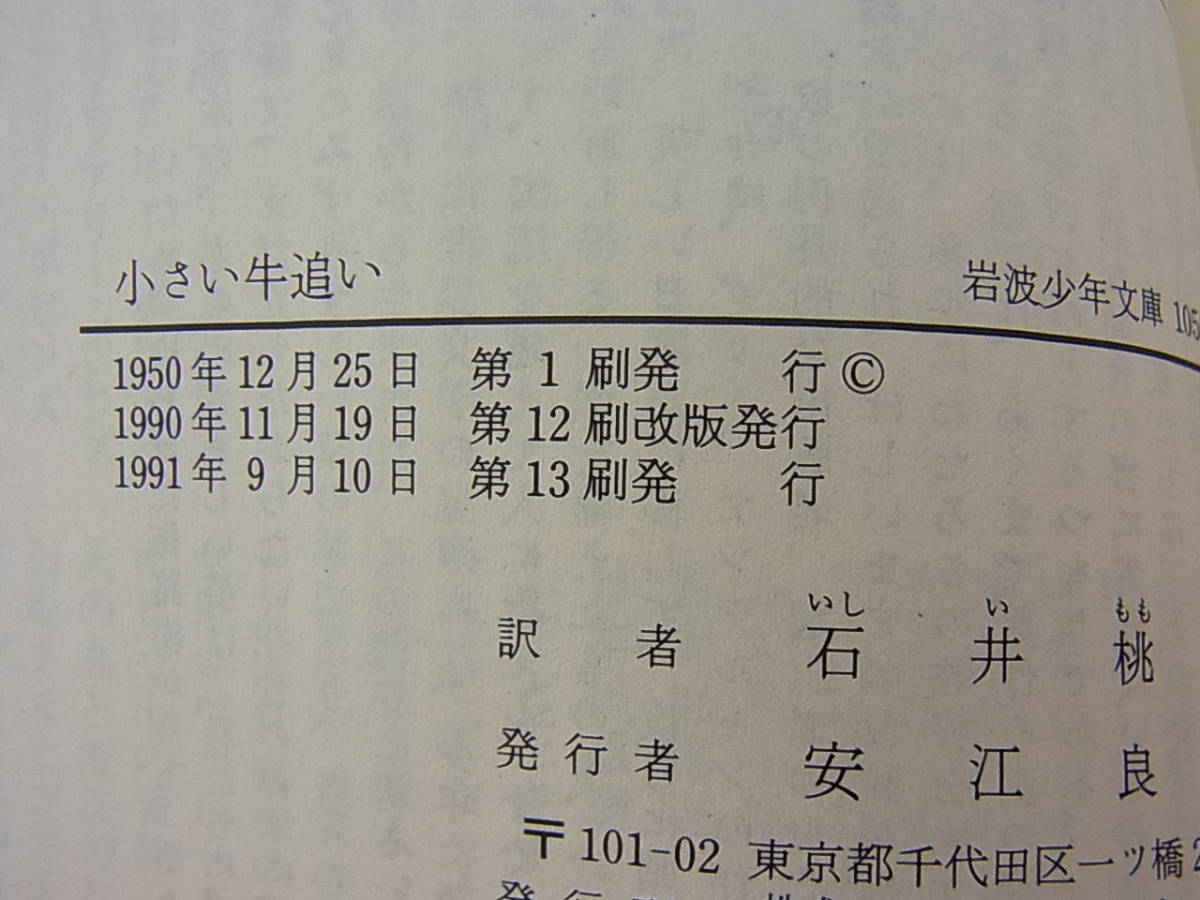 小さい牛追い
岩波少年文庫 105
1950年12月25日 第1刷発行©
1990年11月19日 第12刷改版発行
1991年9月10日 第13刷発行
いし い もも
訳者 石井桃
発行者 安江良
〒101-02 東京都千代田区一ツ橋2